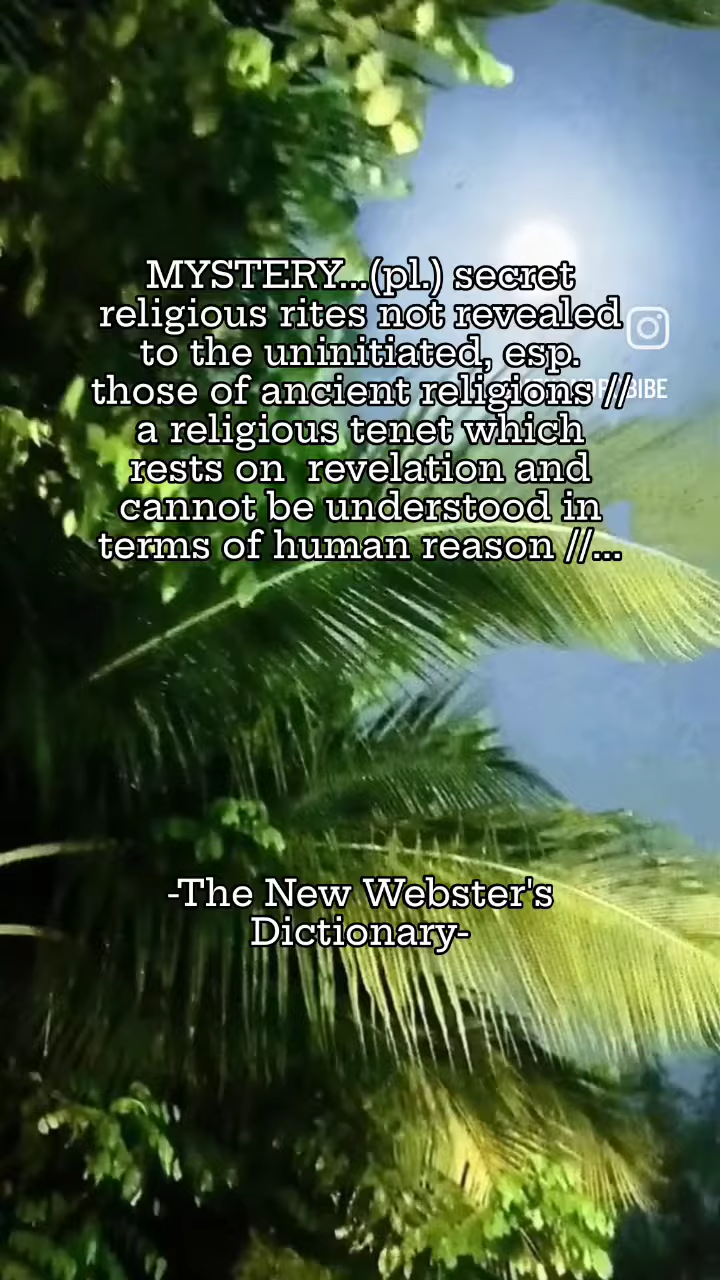 MYSTERY...(pl.) secret
religious rites not revealed
to the uninitiated, esp.
those of ancient religions //
a religious tenet which
rests on  revelation and
cannot be understood in
terms of human reason //...
-The New Webster's
Dictionary-